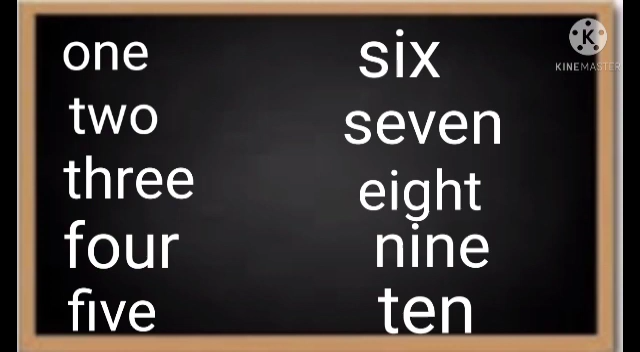 one
two
three
four
five
six
seven
eight
nine
ten
K
KINEMASTER